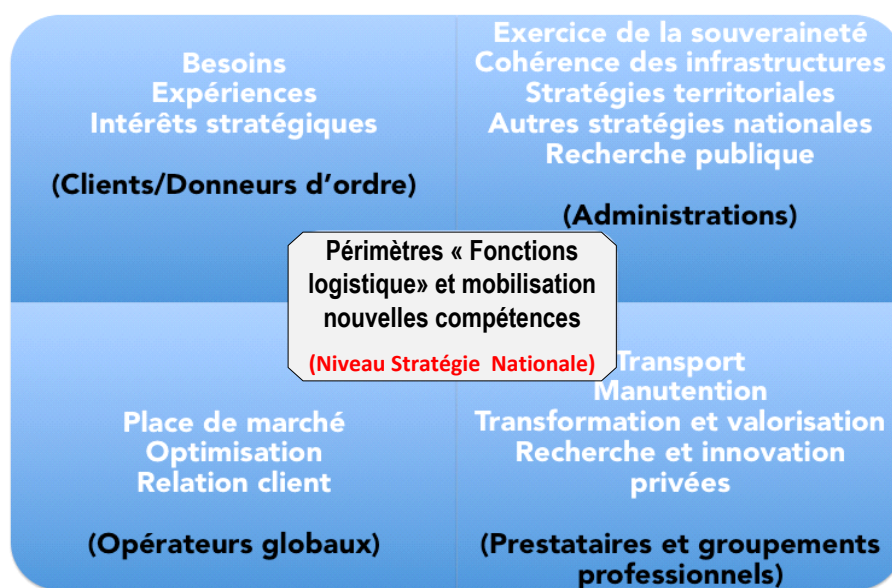 Besoins
Expériences
Intérêts stratégiques
(Clients/Donneurs d’ordre)
Exercice de la souveraineté
Cohérence des infrastructures
Stratégies territoriales
Autres stratégies nationales
Recherche publique
(Administrations)
Périmètres « Fonctions
logistique» et mobilisation
nouvelles compétences
(Niveau Stratégie Nationale)
Place de marché
Optimisation
Relation client
(Opérateurs globaux)
Transport
Manutention
Transformation et valorisation
Recherche et innovation
privées
(Prestataires et groupements
professionnels)